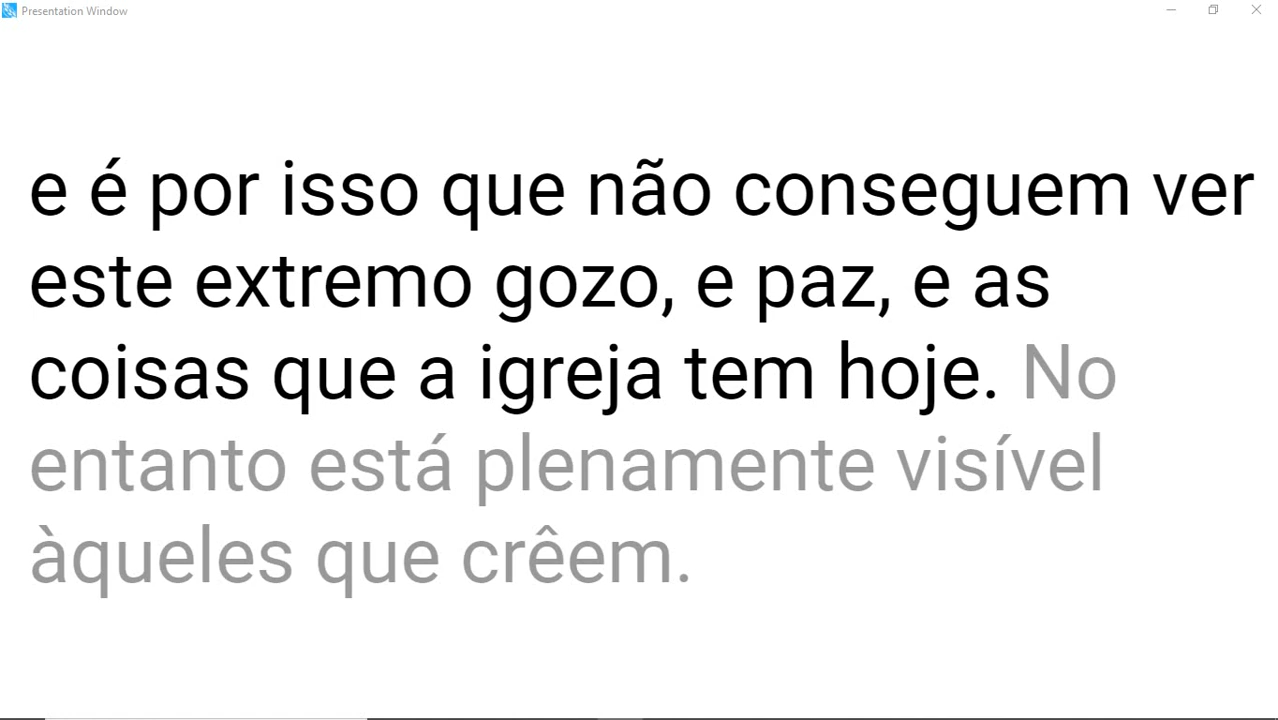 Presentation Window
e é por isso que não conseguem ver
este extremo gozo, e paz, e as
coisas que a igreja tem hoje. No
entanto está plenamente visível
àqueles que crêem.